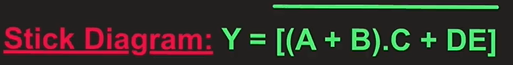 Stick Diagram: Y = [(A + B).C + DE]